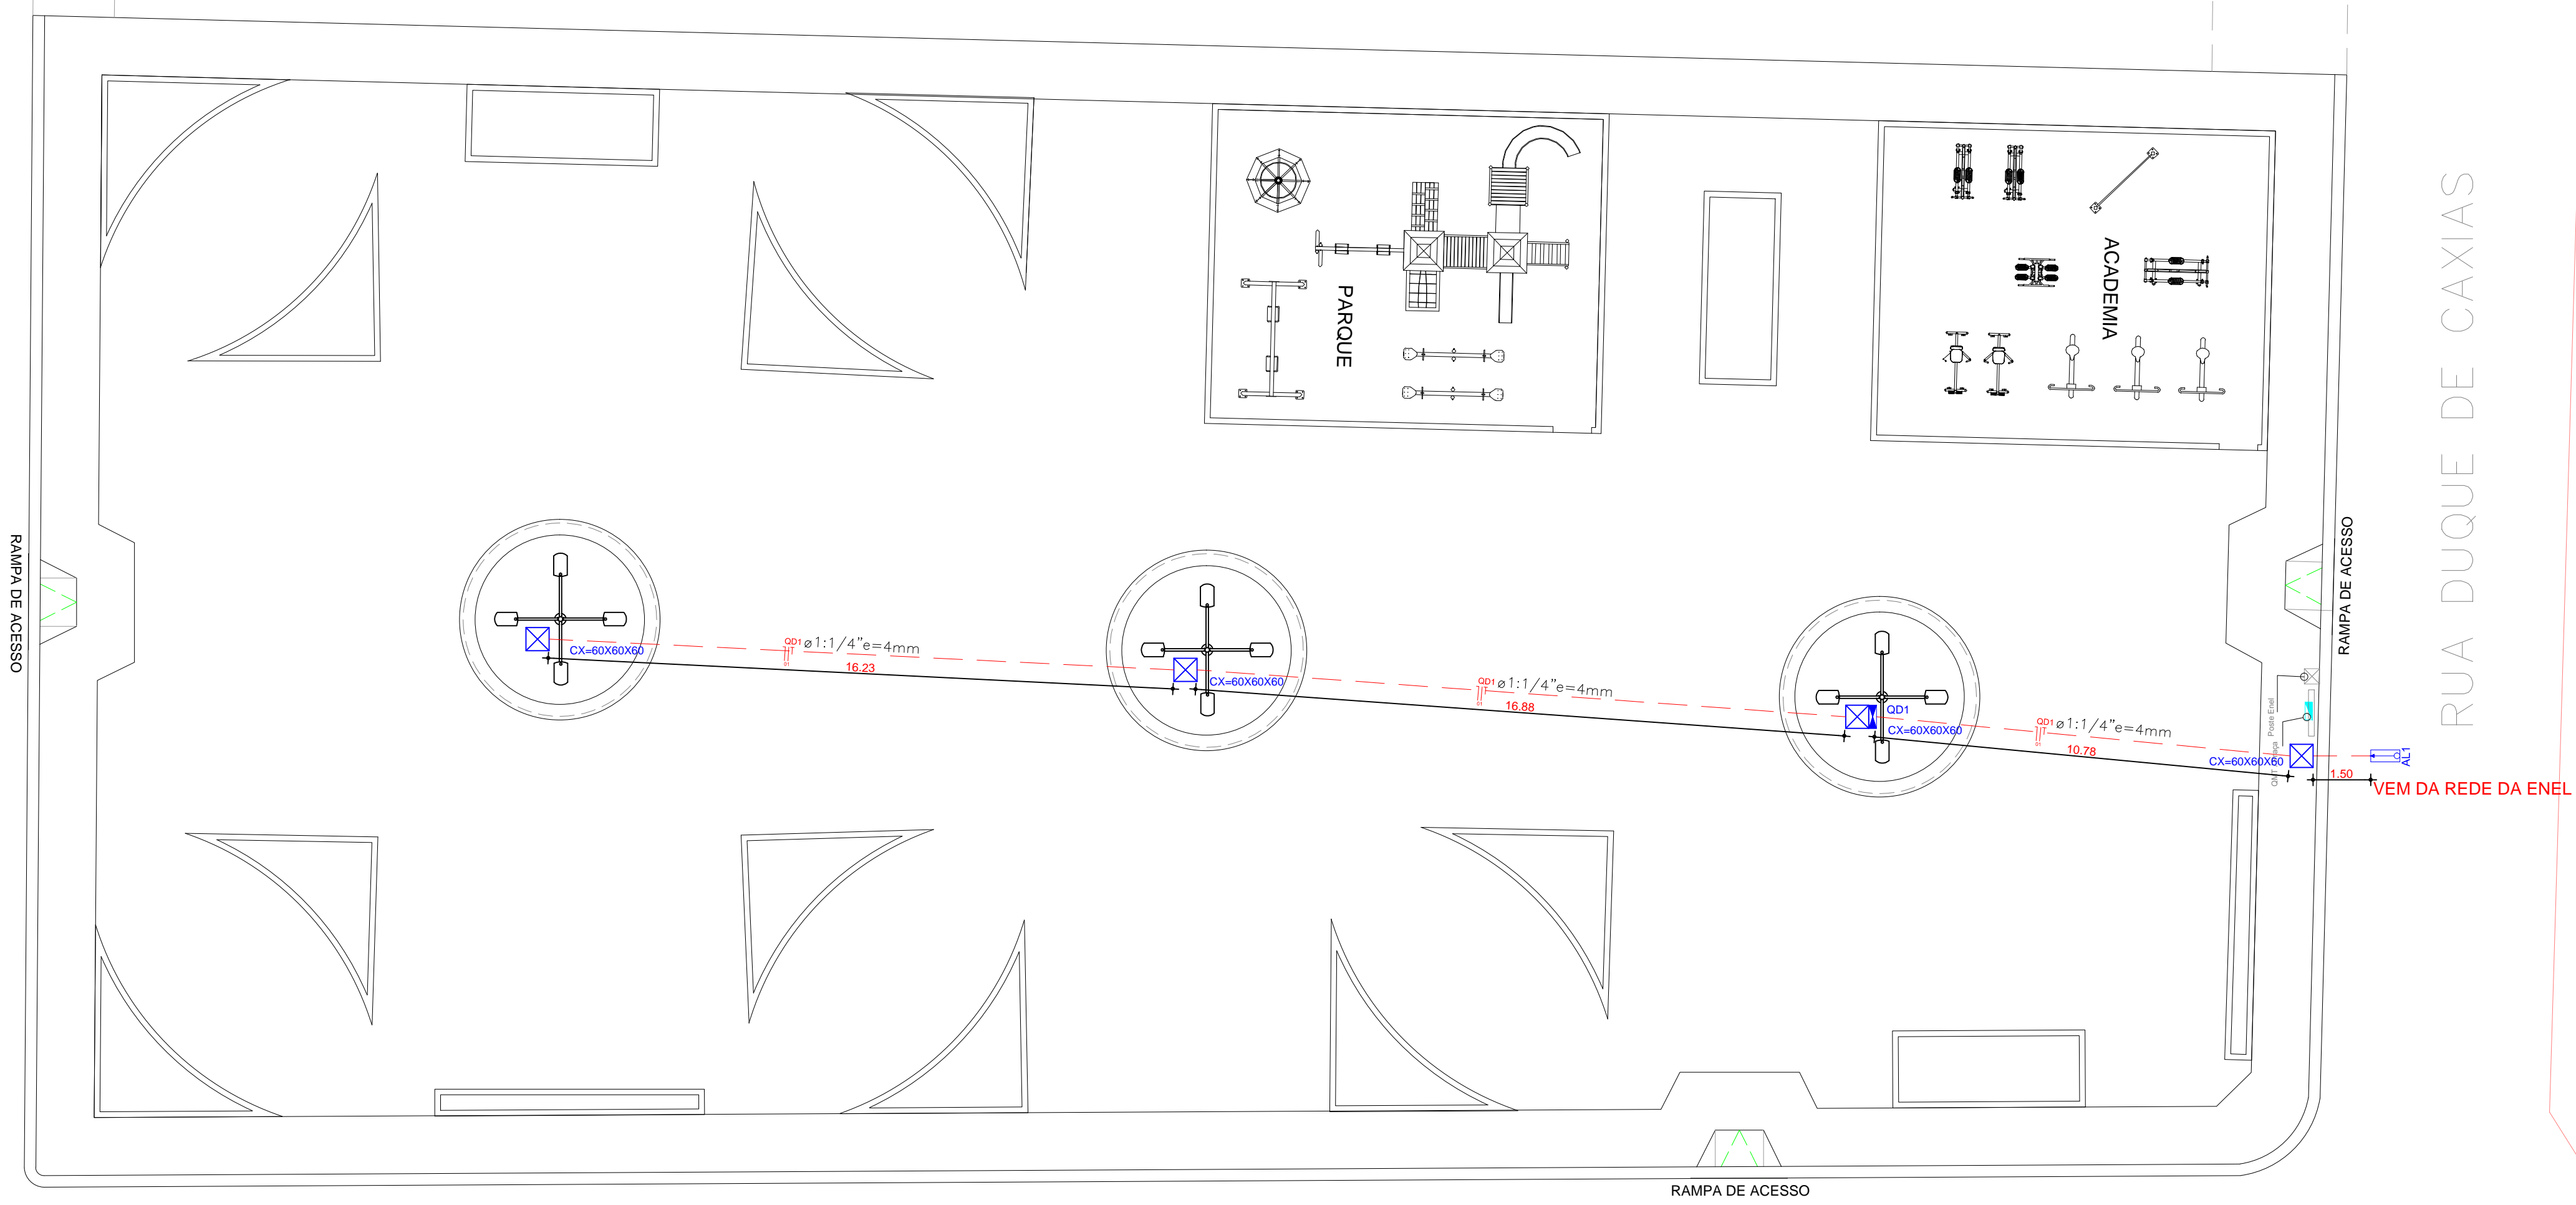 PARQUE
ACADEMIA
RUA DUQUE DE CAXIAS
RAMPA DE ACESSO
RAMPA DE ACESSO
QD1
ø1:1/4"e=4mm
CX=60X60X60
16.23
QD1
ø1:1/4"e=4mm
CX=60X60X60
16.88
QD1
CX=60X60X60
QD1
ø1:1/4"e=4mm
10.78
Poste Enel
CX=60X60X60
AL1
1.50
VEM DA REDE DA ENEL
RAMPA DE ACESSO